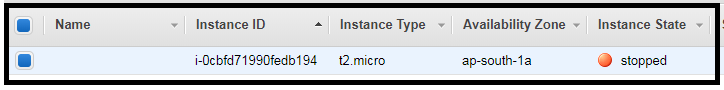 Name Instance ID Instance Type Availability Zone Instance State
i-0cbfd71990fedb194 t2.micro ap-south-1a stopped